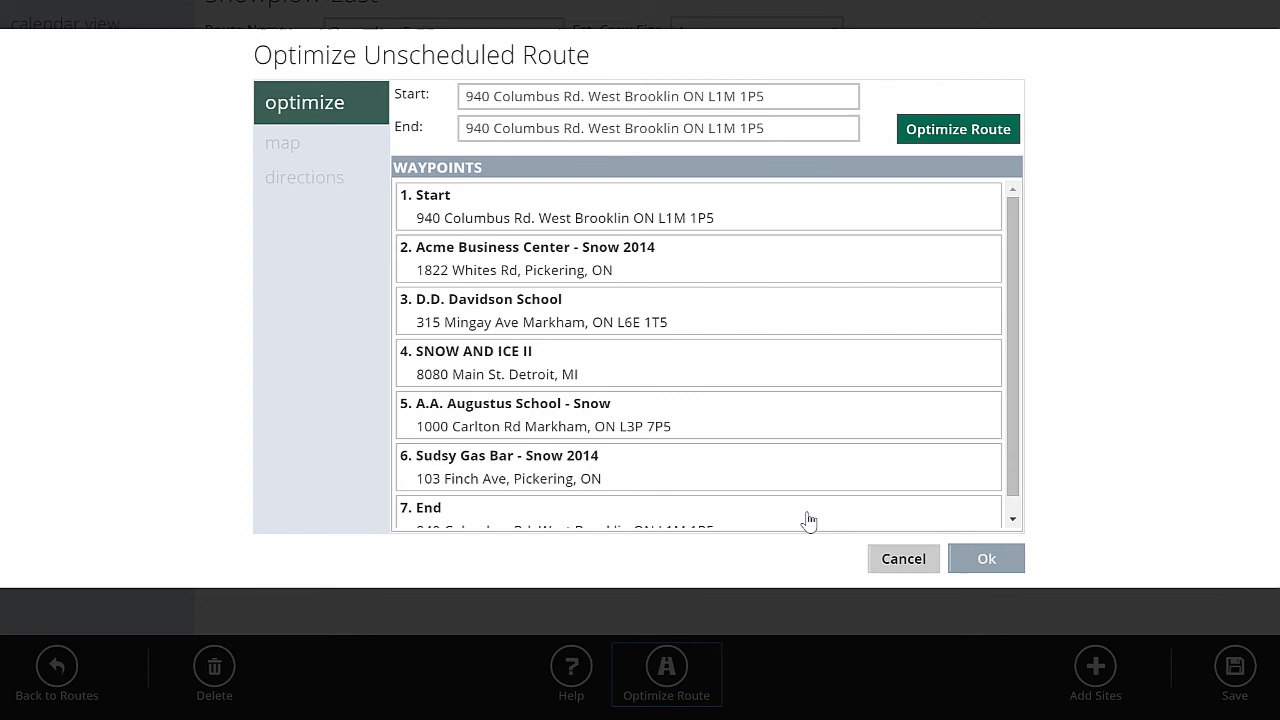 calendar view
Optimize Unscheduled Route
optimize
map
directions
Start:
940 Columbus Rd. West Brooklin ON L1M 1P5
End:
940 Columbus Rd. West Brooklin ON L1M 1P5
Optimize Route
WAYPOINTS
1. Start
940 Columbus Rd. West Brooklin ON L1M 1P5
2. Acme Business Center - Snow 2014
1822 Whites Rd, Pickering, ON
3. D.D. Davidson School
315 Mingay Ave Markham, ON L6E 1T5
4. SNOW AND ICE II
8080 Main St. Detroit, MI
5. A.A. Augustus School - Snow
1000 Carlton Rd Markham, ON L3P 7P5
6. Sudsy Gas Bar - Snow 2014
103 Finch Ave, Pickering, ON
7. End
Cancel
Ok
Back to Routes
Delete
? Help
Optimize Route
Add Sites
Save